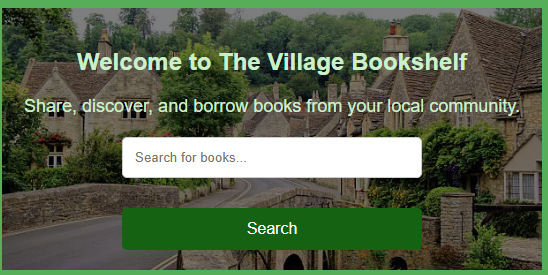 Welcome to The Village Bookshelf
Share, discover, and borrow books from your local community.
Search for books...
Search